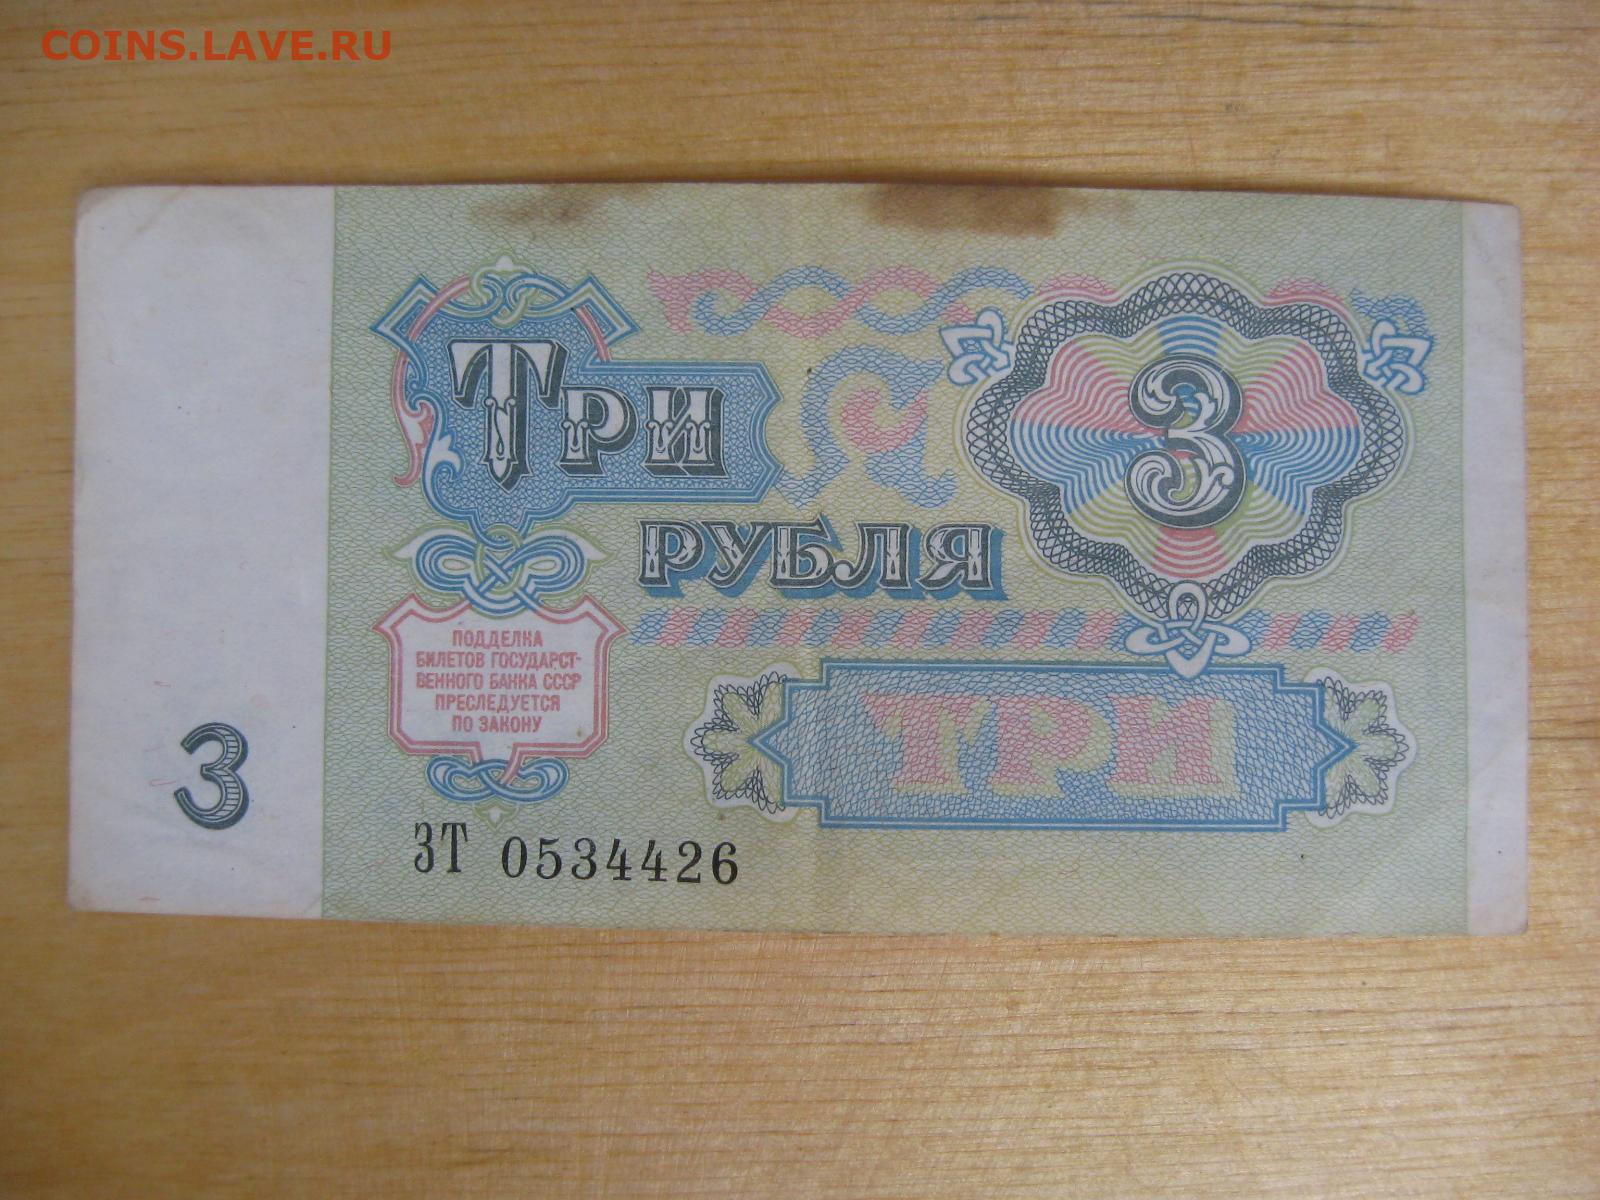 COINS.LAVE.RU
ТРИ
3
РУБЛЯ
ПОДДЕЛКА
БИЛЕТОВ ГОСУДАРСТ-
ВЕННОГО БАНКА СССР
ПРЕСЛЕДУЕТСЯ
ПО ЗАКОНУ
ТРИ
3
ЗТ 0534426